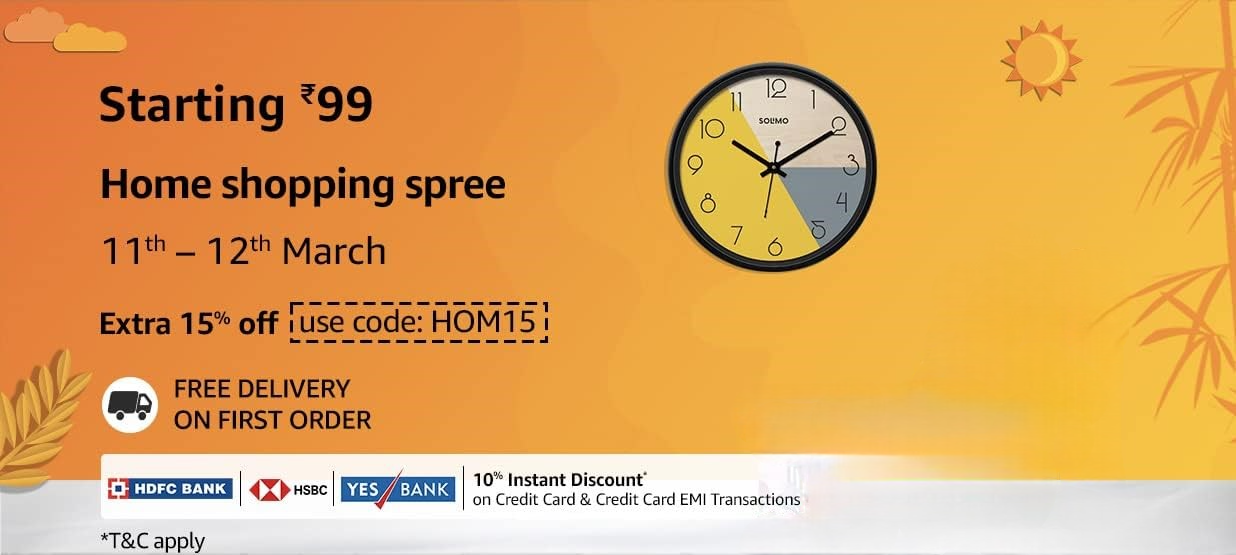 Starting ₹99
Home shopping spree
11th – 12th March
Extra 15% off use code: HOM15
FREE DELIVERY
ON FIRST ORDER
HDFC BANK HSBC YES BANK 10% Instant Discount*
on Credit Card & Credit Card EMI Transactions
*T&C apply
12
11 1
SOLIMO
10 2
9 3
8 4
7 5
6